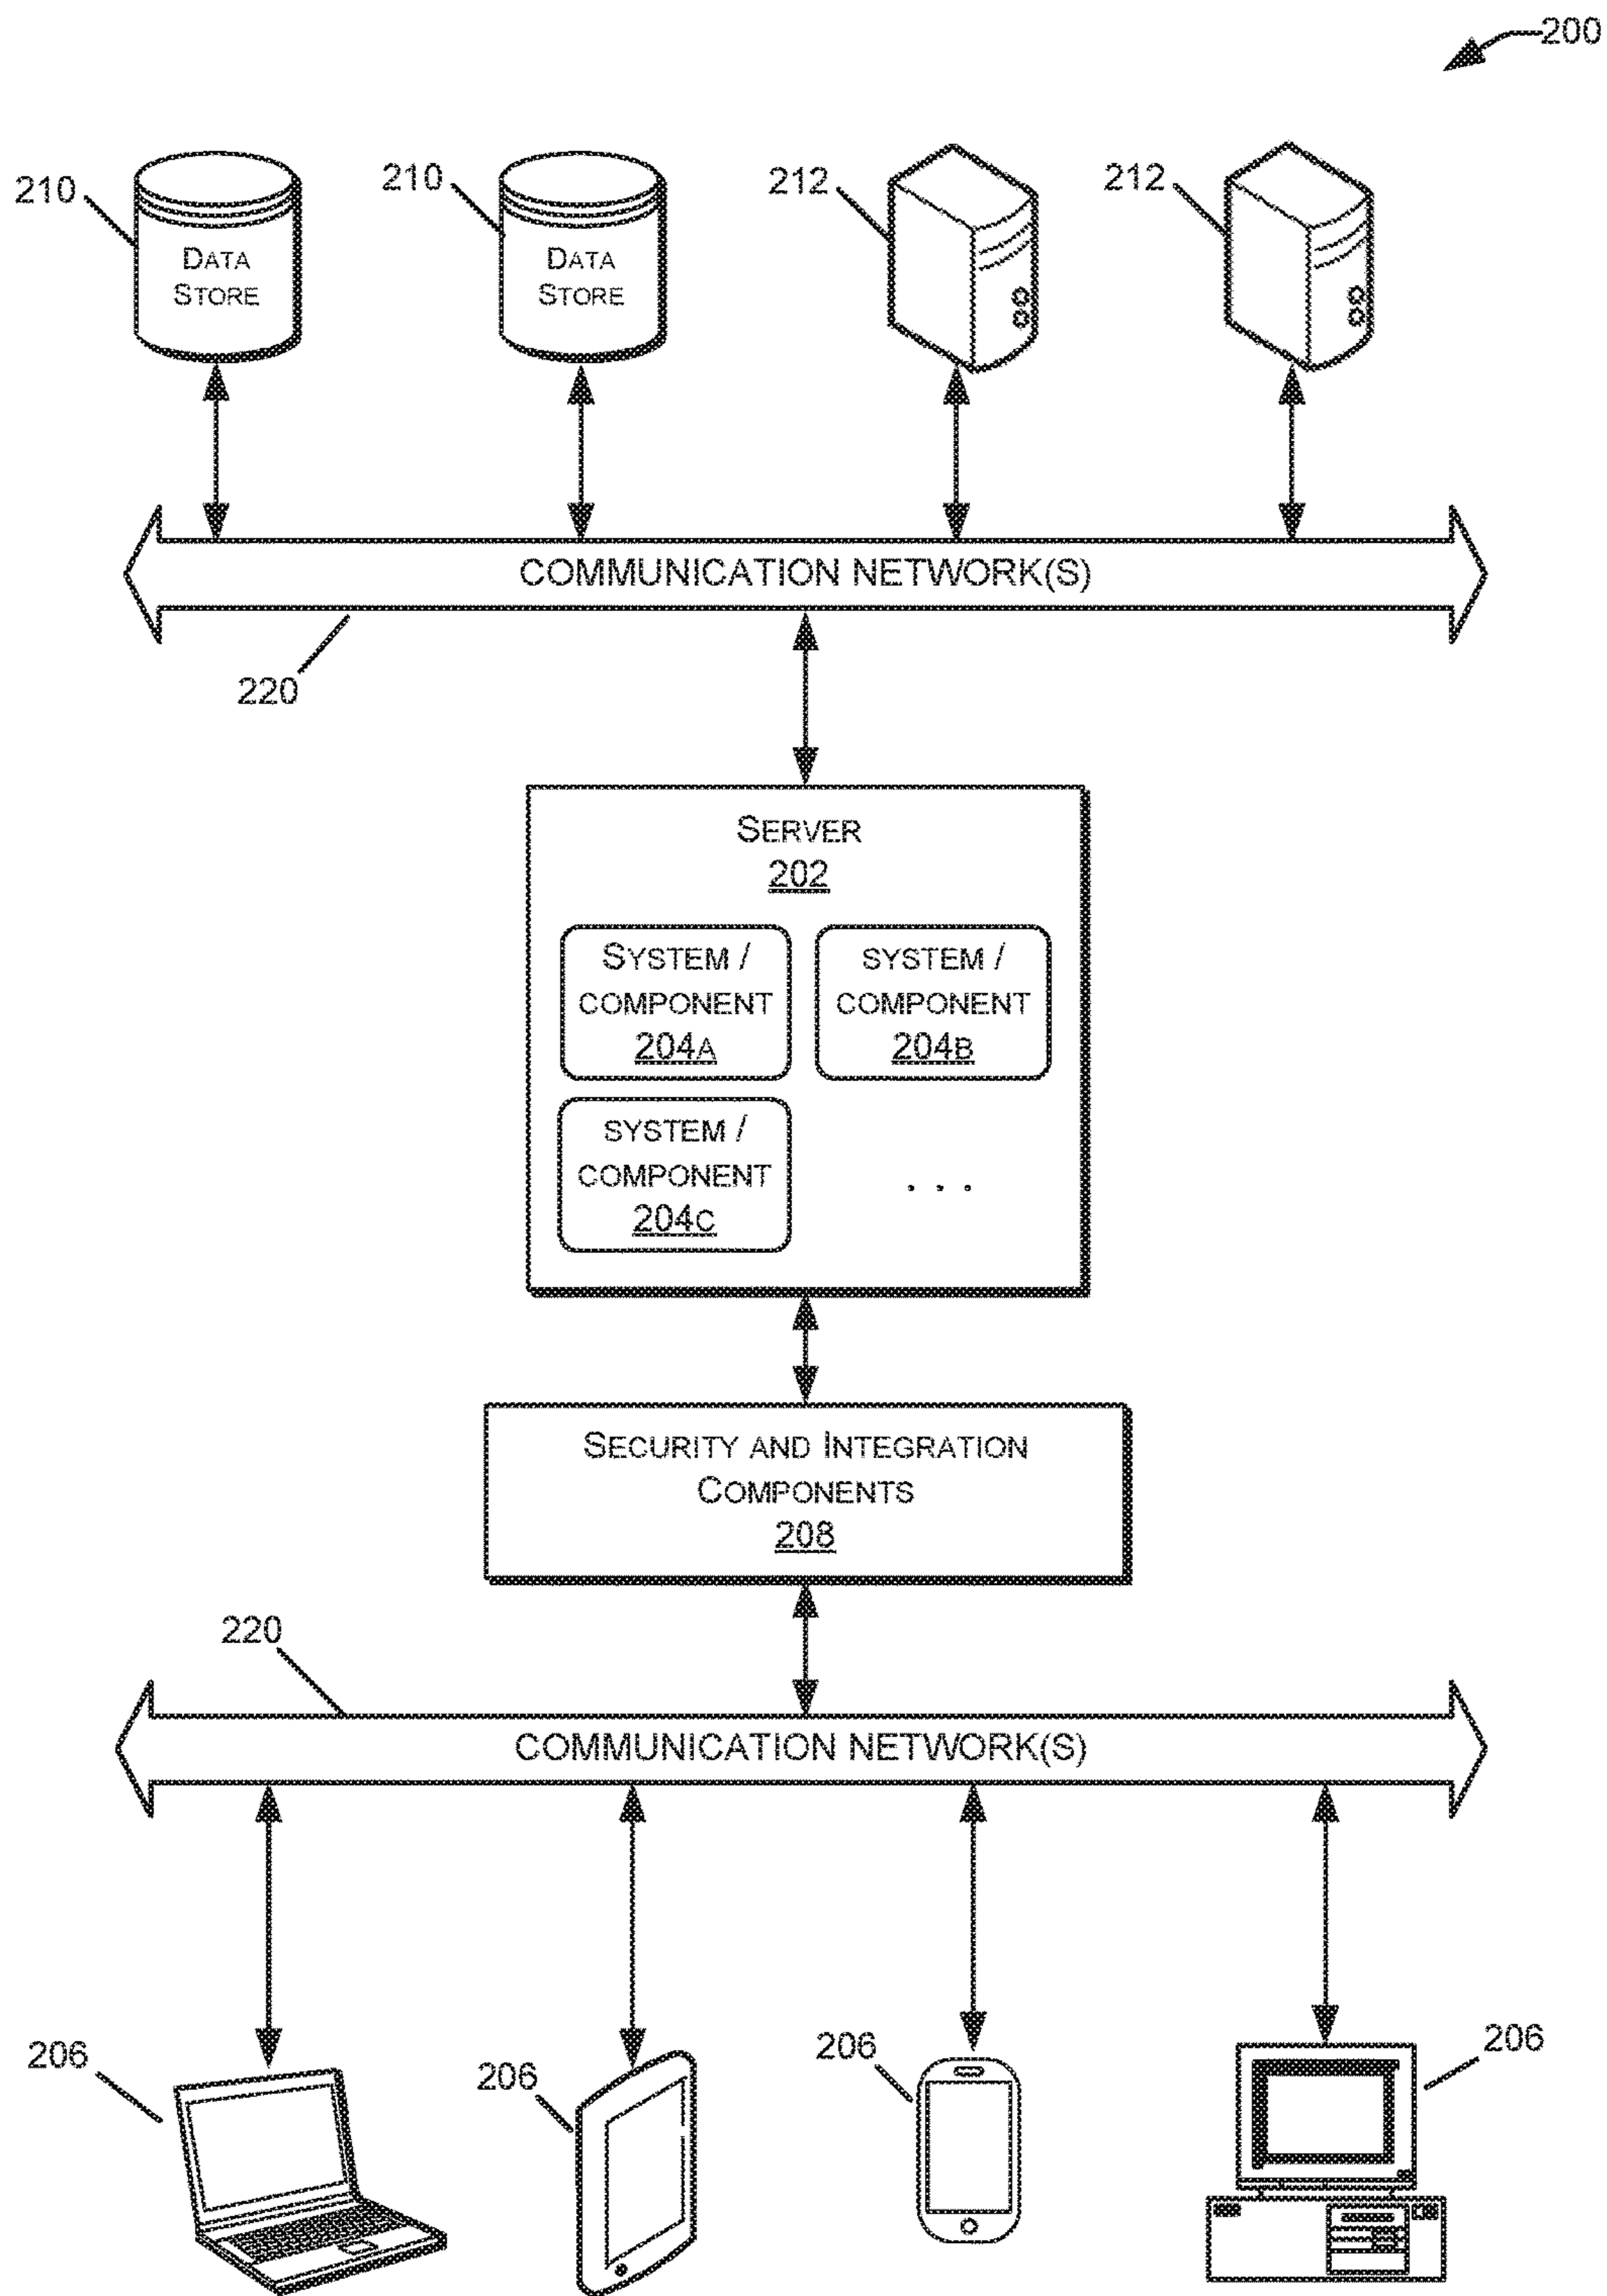 200
210
210
212
212
DATA
STORE
DATA
STORE
COMMUNICATION NETWORK(S)
220
SERVER
202
SYSTEM /
COMPONENT
204A
SYSTEM /
COMPONENT
204B
SYSTEM /
COMPONENT
204C
. . .
SECURITY AND INTEGRATION
COMPONENTS
208
220
COMMUNICATION NETWORK(S)
206
206
206
206